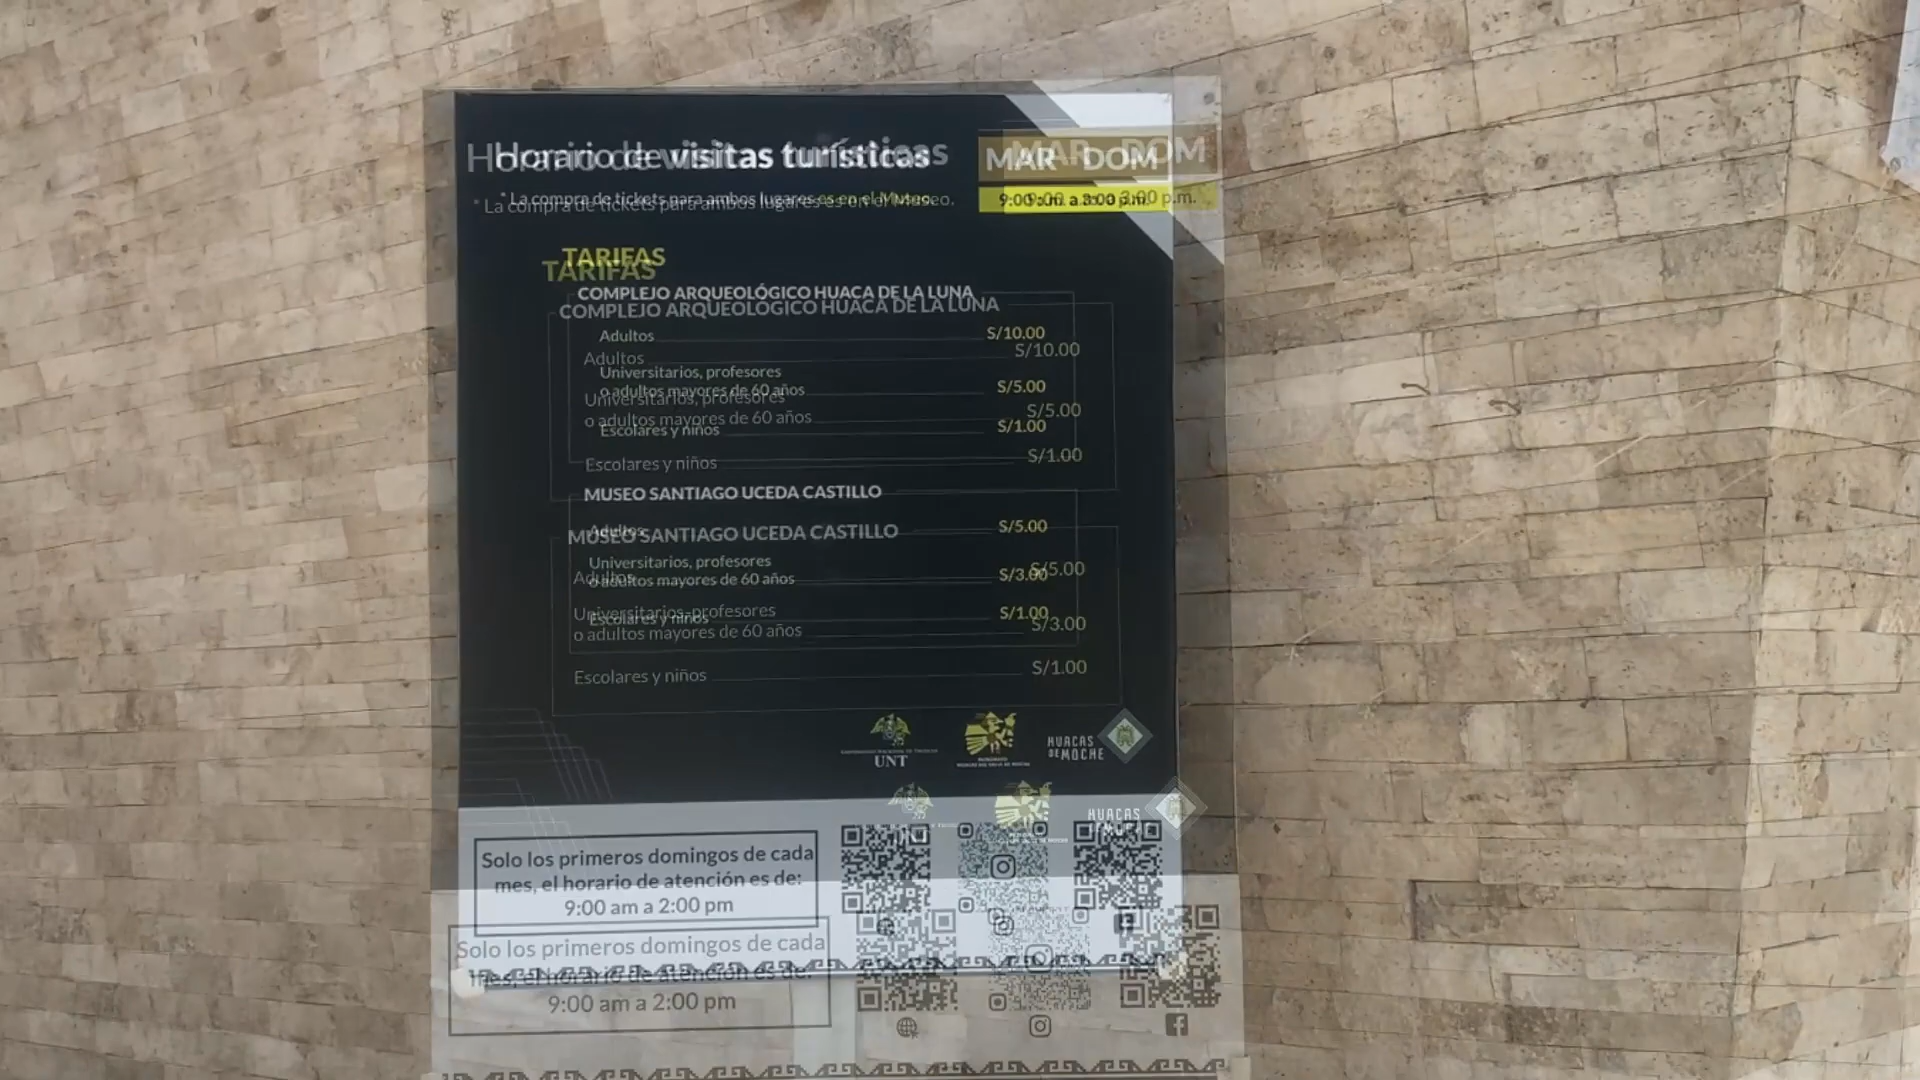 Horario de visitas turísticas
MAR - DOM
* La compra de tickets para ambos lugares es en el Museo.
9:00 a.m. a 3:00 p.m.
TARIFAS
COMPLEJO ARQUEOLÓGICO HUACA DE LA LUNA
Adultos S/10.00
Universitarios, profesores
o adultos mayores de 60 años S/5.00
Escolares y niños S/1.00
MUSEO SANTIAGO UCEDA CASTILLO
Adultos S/5.00
Universitarios, profesores
o adultos mayores de 60 años S/3.00
Escolares y niños S/1.00
UNT
HUACAS
DE MOCHE
Solo los primeros domingos de cada
mes, el horario de atención es de:
9:00 am a 2:00 pm